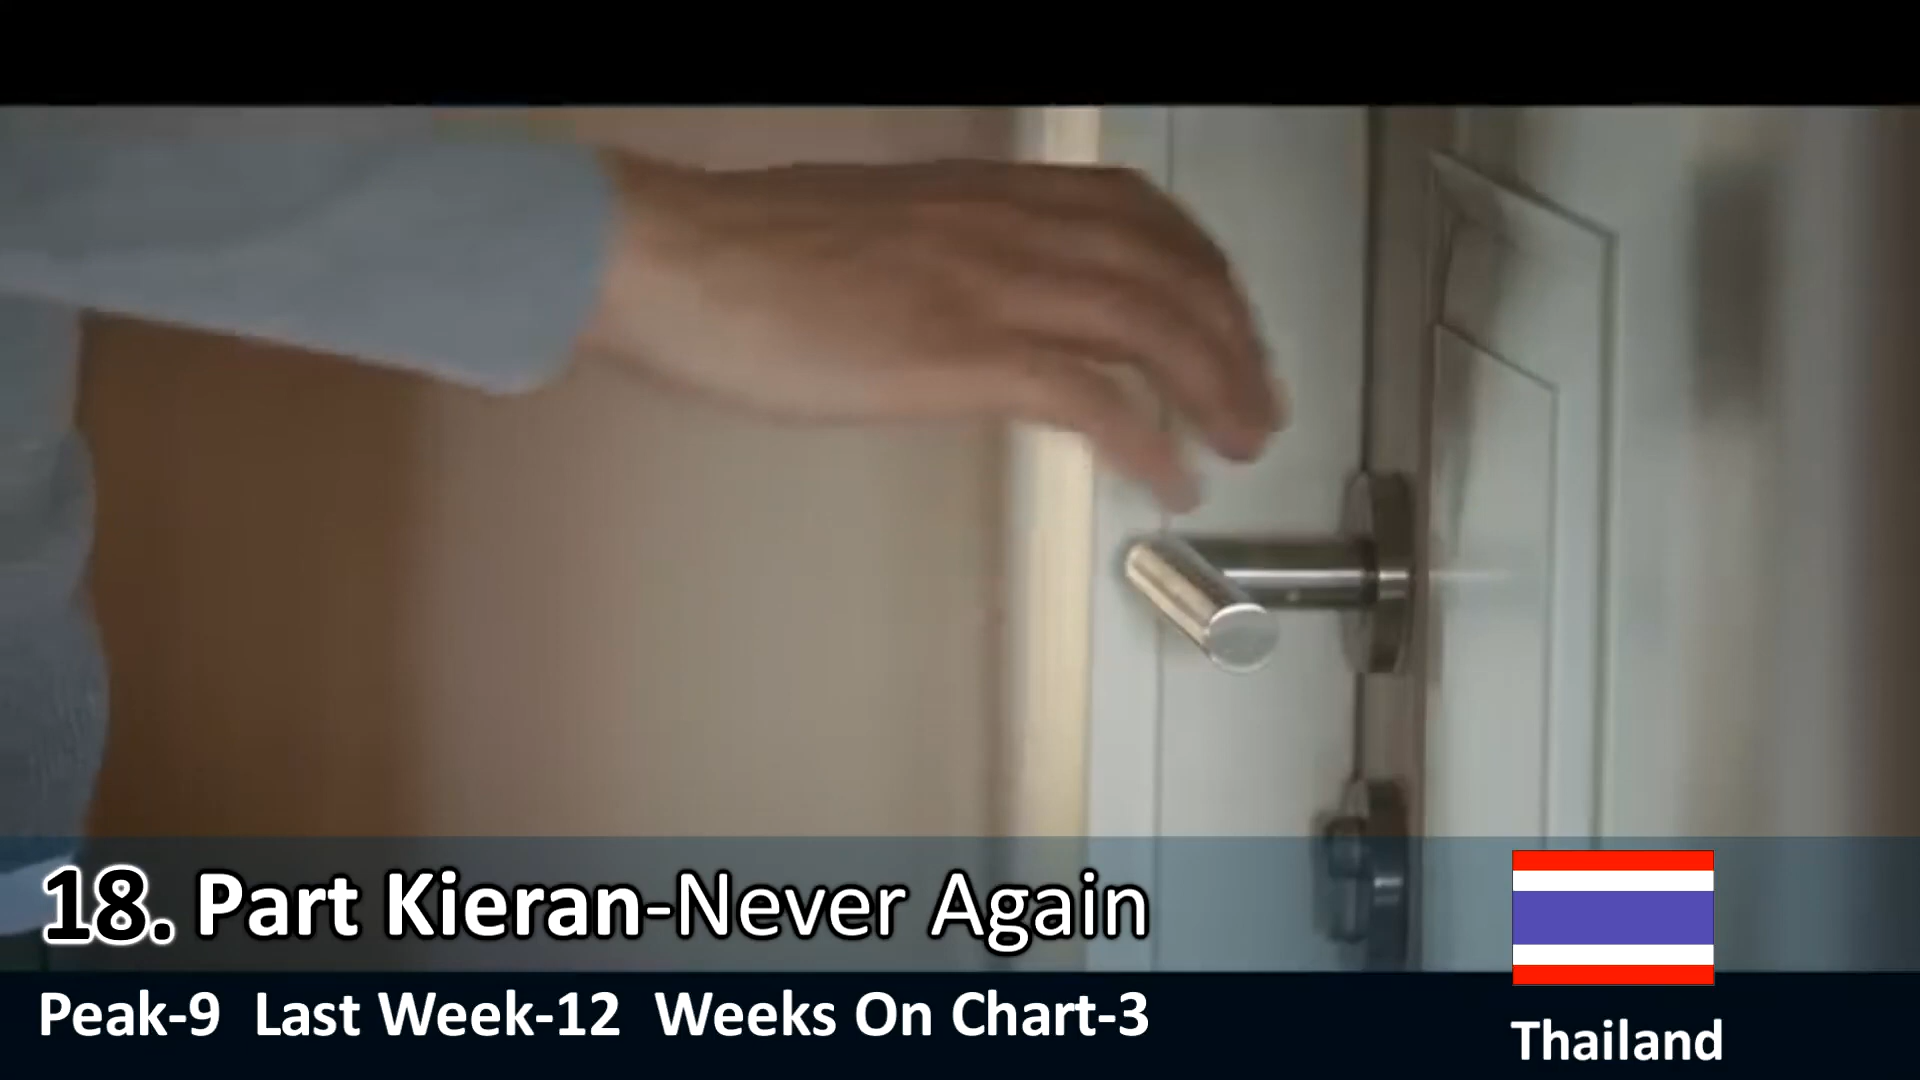 18. Part Kieran-Never Again
Peak-9 Last Week-12 Weeks On Chart-3
Thailand